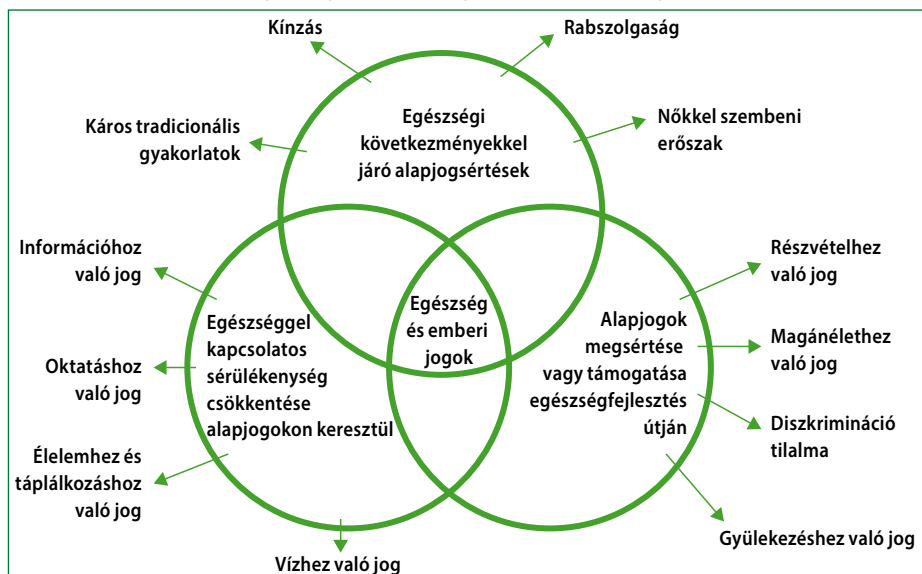 Kínzás
Rabszolgaság
Káros tradicionális
gyakorlatok
Egészségi
következményekkel
járó alapjogsértések
Nőkkel szembeni
erőszak
Információhoz
való jog
Oktatáshoz
való jog
Élelemhez és
táplálkozáshoz
való jog
Vízhez való jog
Egészséggel
kapcsolatos
sérülékenység
csökkentése
alapjogokon keresztül
Egészség
és emberi
jogok
Alapjogok
megsértése
vagy támogatása
egészségfejlesztés
útján
Részvételhez
való jog
Magánélethez
való jog
Diszkrimináció
tilalma
Gyülekezéshez való jog